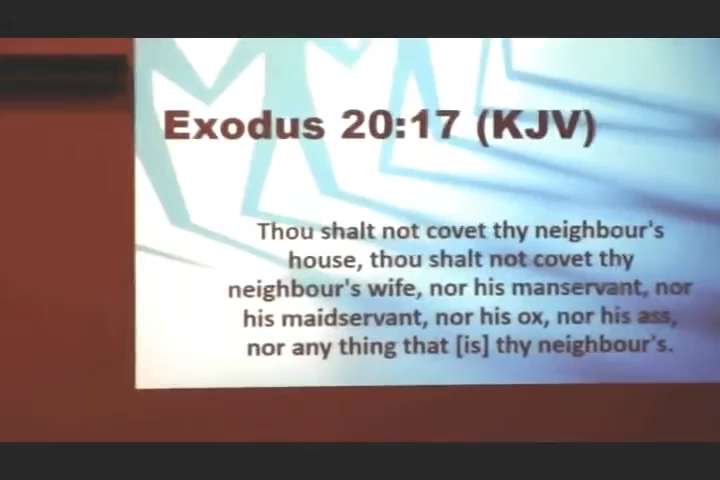 Exodus 20:17 (KJV)
Thou shalt not covet thy neighbour's
house, thou shalt not covet thy
neighbour's wife, nor his manservant, nor
his maidservant, nor his ox, nor his ass,
nor any thing that [is] thy neighbour's.